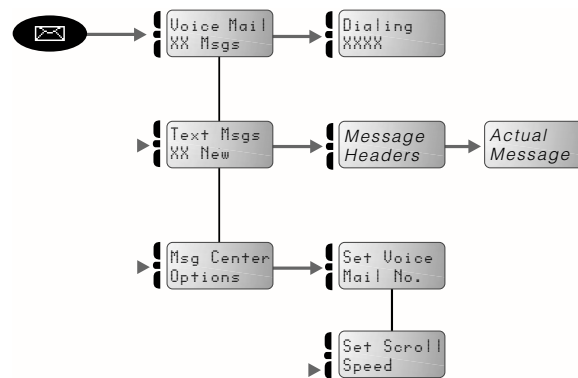 Voice Mail
XX Msgs
Dialing
XXXX
Text Msgs
XX New
Message
Headers
Actual
Message
Msg Center
Options
Set Voice
Mail No.
Set Scroll
Speed